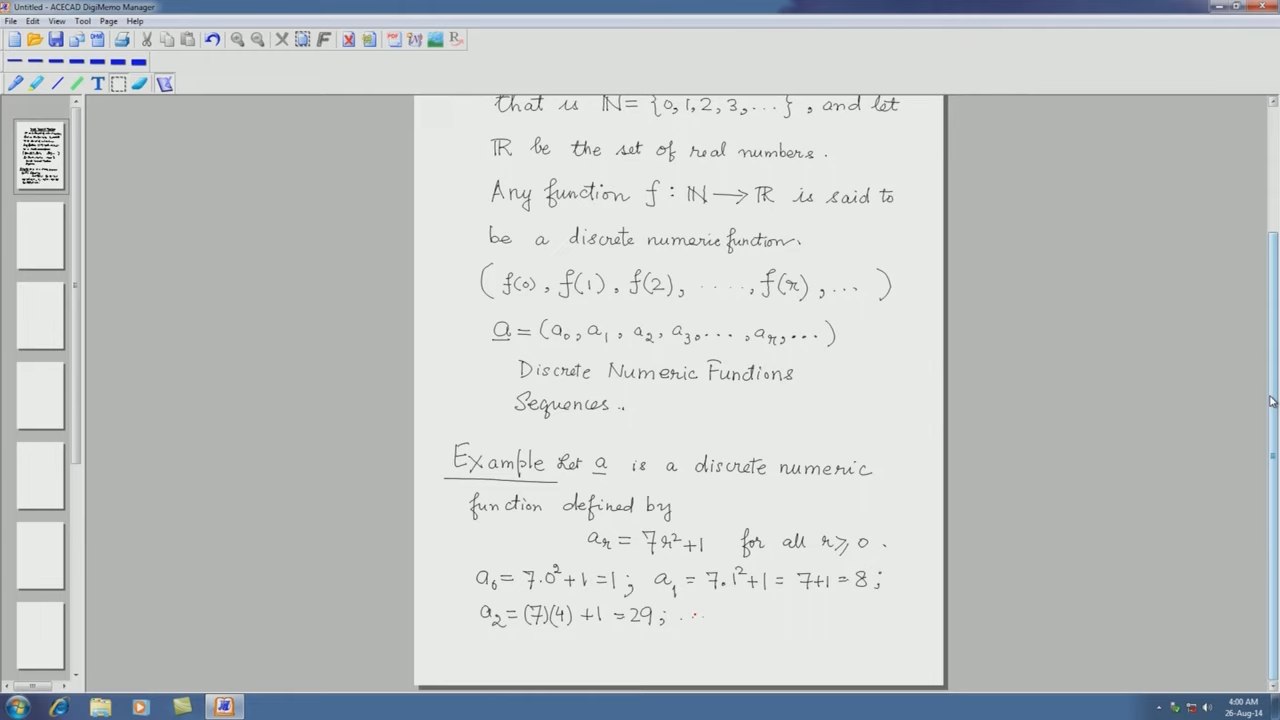 Untitled - ACECAD DigiMemo Manager
File Edit View Tool Page Help
that is ℕ = {0, 1, 2, 3, ...} , and let
ℝ be the set of real numbers .
Any function f : ℕ → ℝ is said to
be a discrete numeric function.
( f(0) , f(1) , f(2) , ...., f(r) , ... )
a = (a₀, a₁ , a₂, a₃, ... , aᵣ, ... )
Discrete Numeric Functions
Sequences ..
Example Let a is a discrete numeric
function defined by
aᵣ = 7r²+1 for all r ≥ 0 .
a₀ = 7.0²+1 = 1 ; a₁ = 7.1²+1 = 7+1 = 8 ;
a₂ = (7)(4) +1 = 29 ; ...
4:00 AM
26-Aug-14